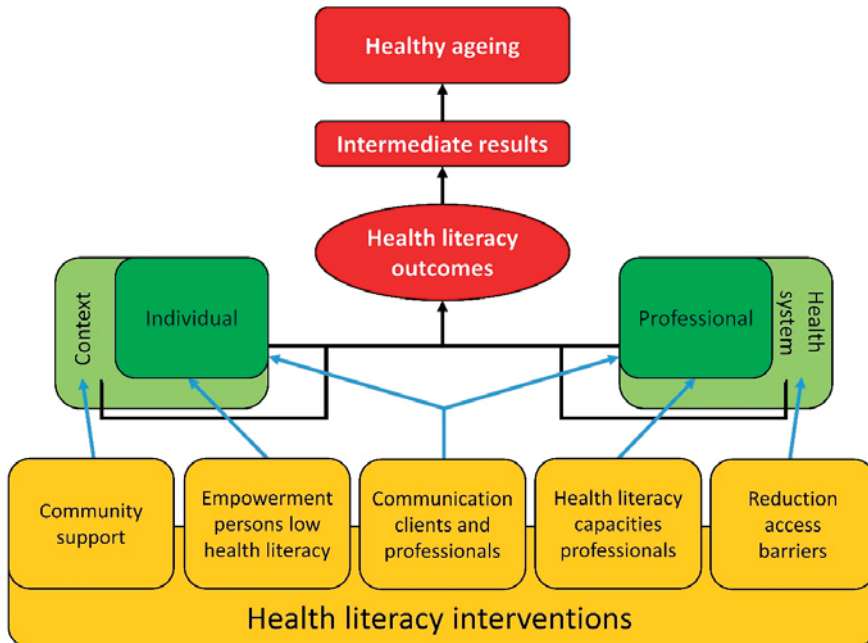 Healthy ageing
Intermediate results
Health literacy
outcomes
Context
Individual
Professional
Health
system
Community
support
Empowerment
persons low
health literacy
Communication
clients and
professionals
Health literacy
capacities
professionals
Reduction
access
barriers
Health literacy interventions